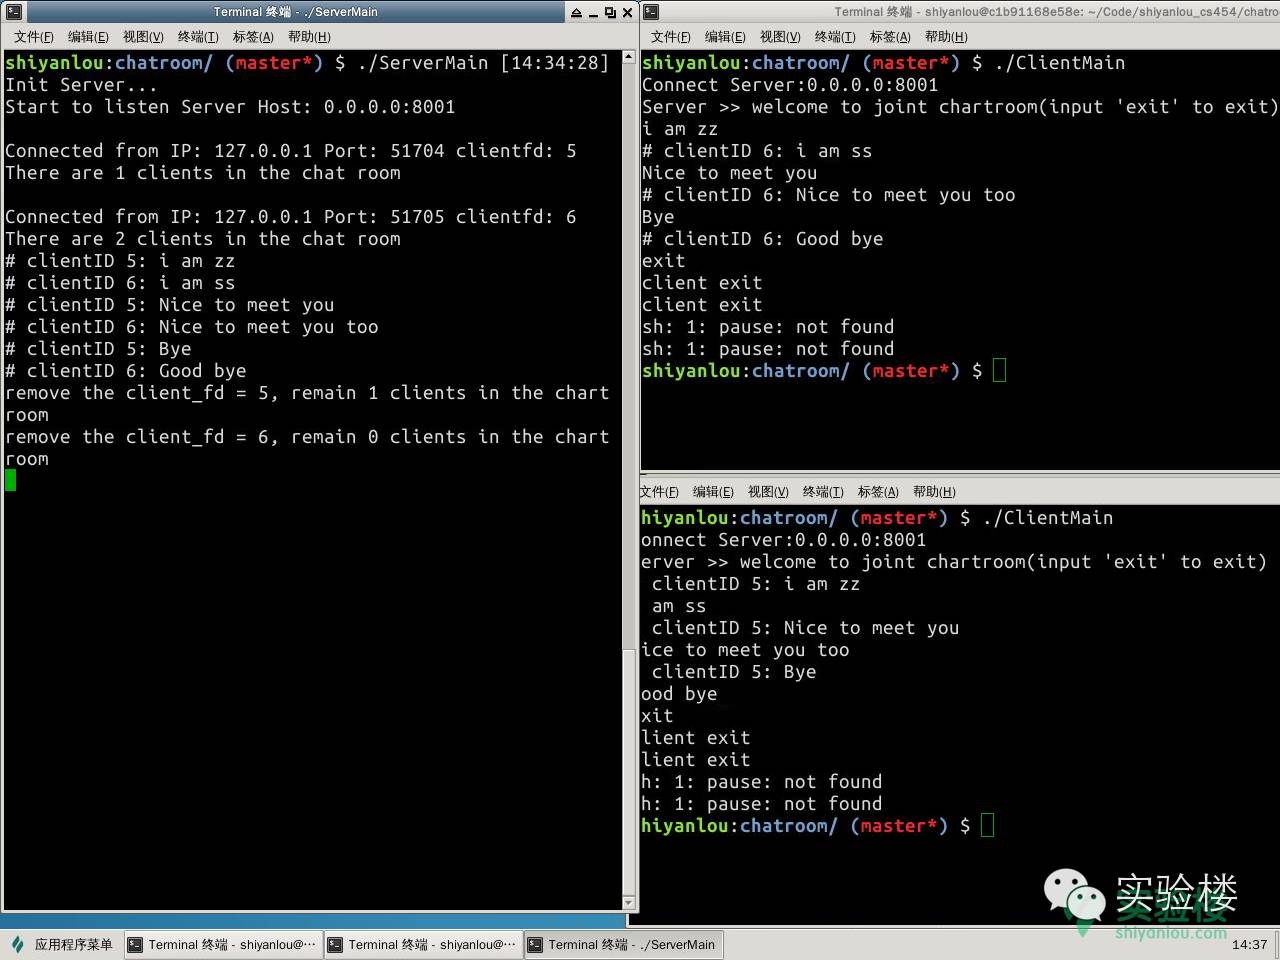 Terminal 终端 - ./ServerMain
文件(F) 编辑(E) 视图(V) 终端(T) 标签(A) 帮助(H)
shiyanlou:chatroom/ (master*) $ ./ServerMain [14:34:28]
Init Server...
Start to listen Server Host: 0.0.0.0:8001
Connected from IP: 127.0.0.1 Port: 51704 clientfd: 5
There are 1 clients in the chat room
Connected from IP: 127.0.0.1 Port: 51705 clientfd: 6
There are 2 clients in the chat room
# clientID 5: i am zz
# clientID 6: i am ss
# clientID 5: Nice to meet you
# clientID 6: Nice to meet you too
# clientID 5: Bye
# clientID 6: Good bye
remove the client_fd = 5, remain 1 clients in the chart
room
remove the client_fd = 6, remain 0 clients in the chart
room
Terminal 终端 - shiyanlou@c1b91168e58e: ~/Code/shiyanlou_cs454/chatro
文件(F) 编辑(E) 视图(V) 终端(T) 标签(A) 帮助(H)
shiyanlou:chatroom/ (master*) $ ./ClientMain
Connect Server:0.0.0.0:8001
Server >> welcome to joint chartroom(input 'exit' to exit)
i am zz
# clientID 6: i am ss
Nice to meet you
# clientID 6: Nice to meet you too
Bye
# clientID 6: Good bye
exit
client exit
client exit
sh: 1: pause: not found
sh: 1: pause: not found
shiyanlou:chatroom/ (master*) $
文件(F) 编辑(E) 视图(V) 终端(T) 标签(A) 帮助(H)
hiyanlou:chatroom/ (master*) $ ./ClientMain
onnect Server:0.0.0.0:8001
erver >> welcome to joint chartroom(input 'exit' to exit)
clientID 5: i am zz
am ss
clientID 5: Nice to meet you
ice to meet you too
clientID 5: Bye
ood bye
xit
lient exit
lient exit
h: 1: pause: not found
h: 1: pause: not found
hiyanlou:chatroom/ (master*) $
实验楼
实验楼
shiyanlou.com
应用程序菜单 Terminal 终端 - shiyanlou@⋯ Terminal 终端 - shiyanlou@⋯ Terminal 终端 - ./ServerMain 14:37